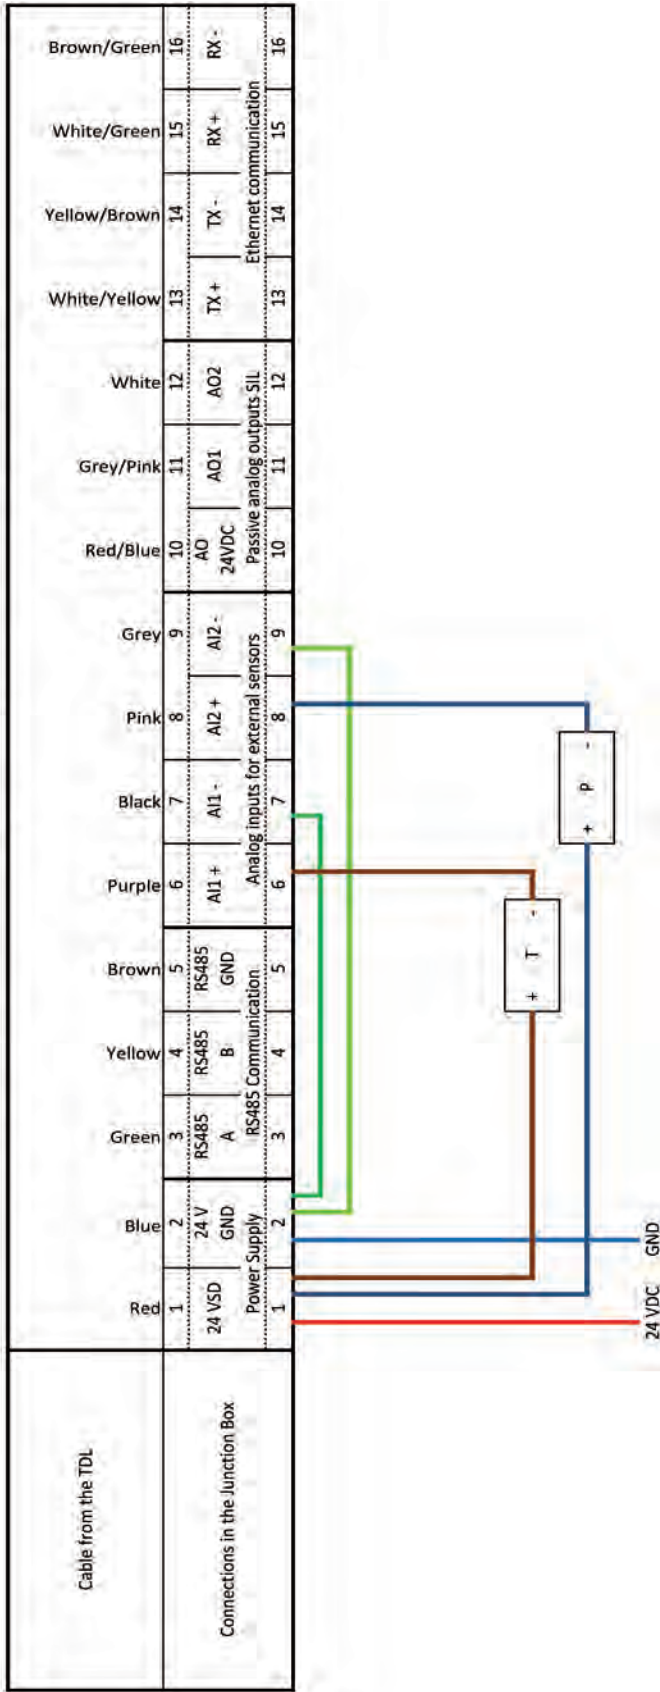 Cable from the TDL
Red
Blue
Green
Yellow
Brown
Purple
Black
Pink
Grey
Red/Blue
Grey/Pink
White
White/Yellow
Yellow/Brown
White/Green
Brown/Green
Connections in the Junction Box
1
2
3
4
5
6
7
8
9
10
11
12
13
14
15
16
24 VSD
24 V
GND
RS485
A
RS485
B
RS485
GND
AI1 +
AI1 -
AI2 +
AI2 -
AO
24VDC
AO1
AO2
TX +
TX -
RX +
RX -
Power Supply
RS485 Communication
Analog inputs for external sensors
Passive analog outputs SIL
Ethernet communication
1
2
3
4
5
6
7
8
9
10
11
12
13
14
15
16
+ T -
+ P -
24 VDC
GND